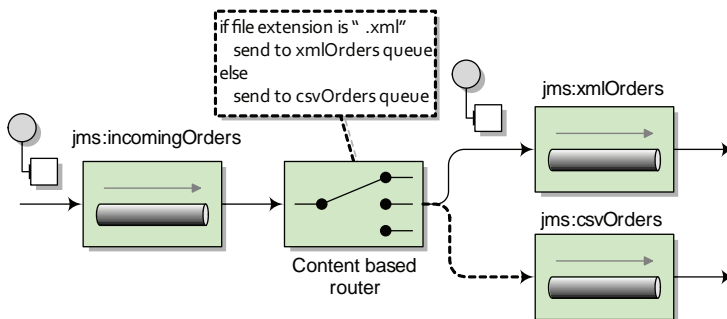 if file extension is “ .xml”
send to xmlOrders queue
else
send to csvOrders queue
jms:incomingOrders
jms:xmlOrders
jms:csvOrders
Content based
router